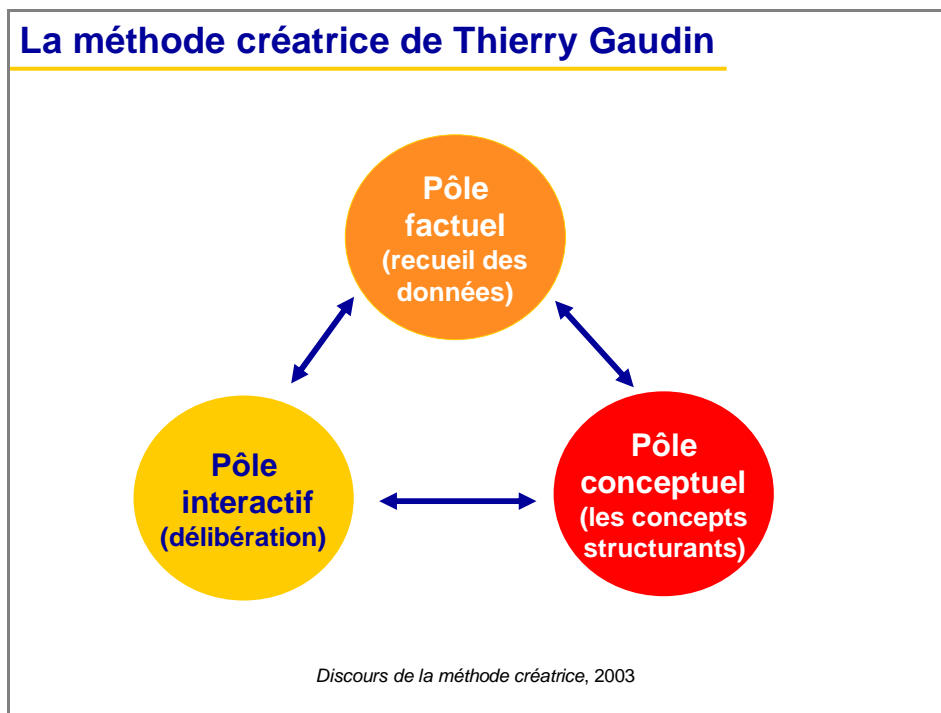 La méthode créatrice de Thierry Gaudin
Pôle
factuel
(recueil des
données)
Pôle
interactif
(délibération)
Pôle
conceptuel
(les concepts
structurants)
Discours de la méthode créatrice, 2003